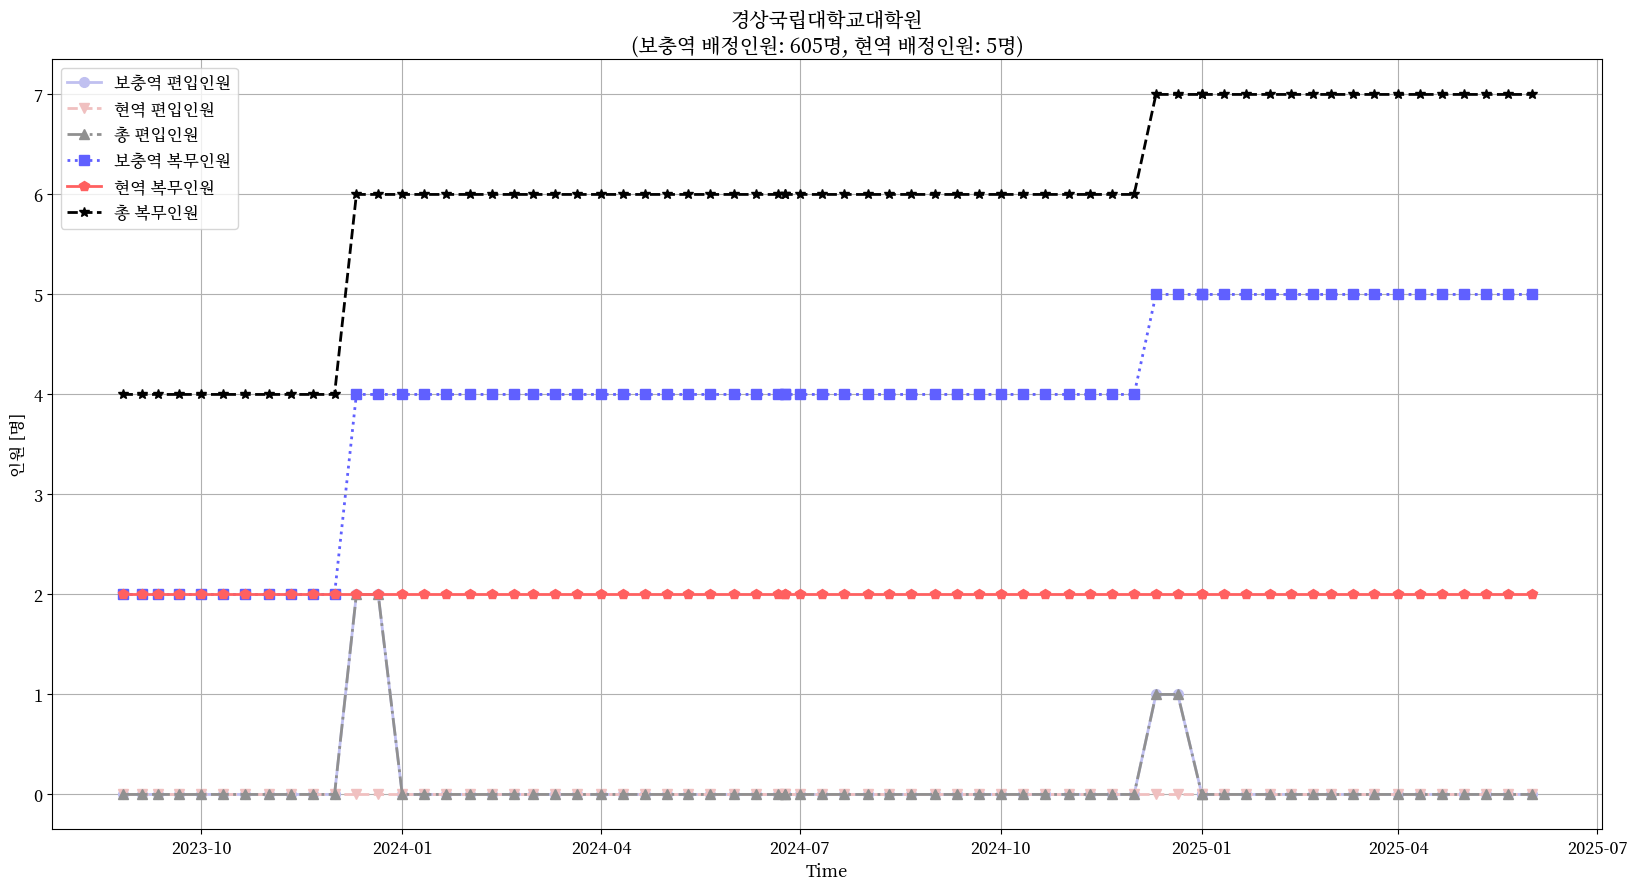 경상국립대학교대학원
(보충역 배정인원: 605명, 현역 배정인원: 5명)
보충역 편입인원
현역 편입인원
총 편입인원
보충역 복무인원
현역 복무인원
총 복무인원
인원 [명]
7
6
5
4
3
2
1
0
2023-10
2024-01
2024-04
2024-07
2024-10
2025-01
2025-04
2025-07
Time